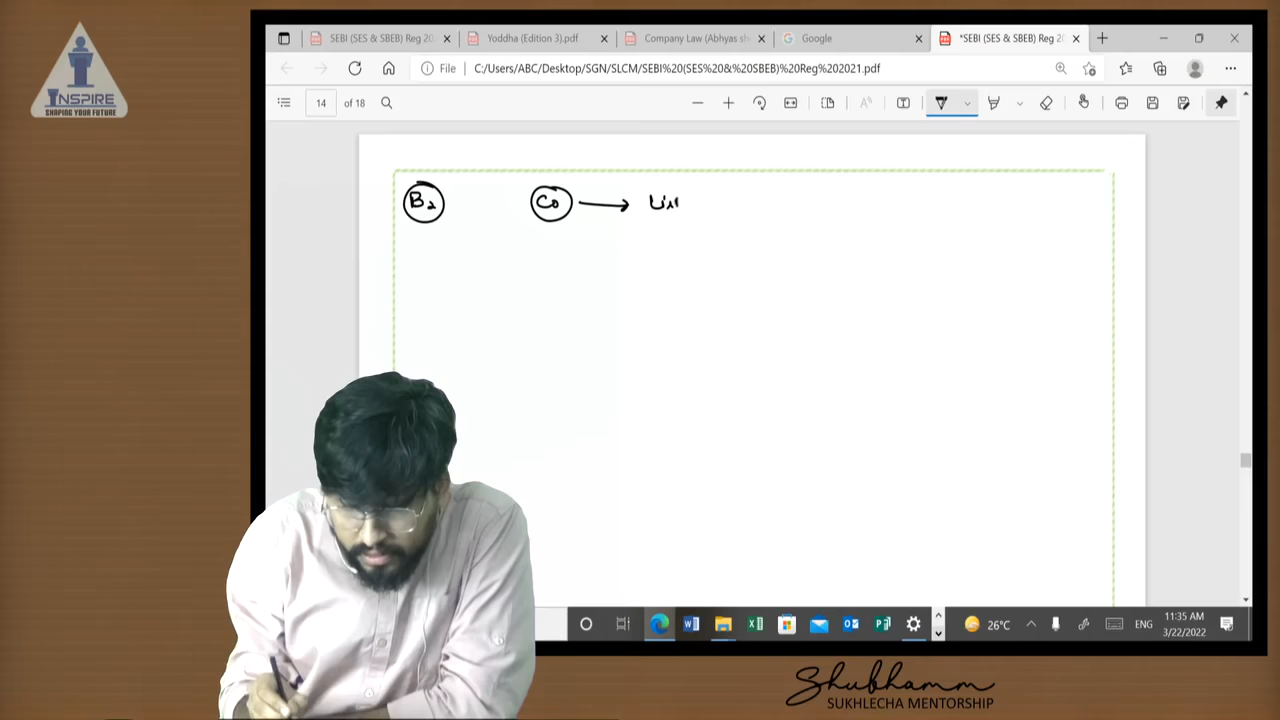 INSPIRE
SHAPING YOUR FUTURE
SEBI (SES & SBEB) Reg 20
Yoddha (Edition 3).pdf
Company Law (Abhyas sh
Google
*SEBI (SES & SBEB) Reg 2
File
C:/Users/ABC/Desktop/SGN/SLCM/SEBI%20(SES%20&%20SBEB)%20Reg%202021.pdf
14 of 18
B2 Co → List
26°C
ENG
11:35 AM
3/22/2022
Shubhamm
SUKHLECHA MENTORSHIP